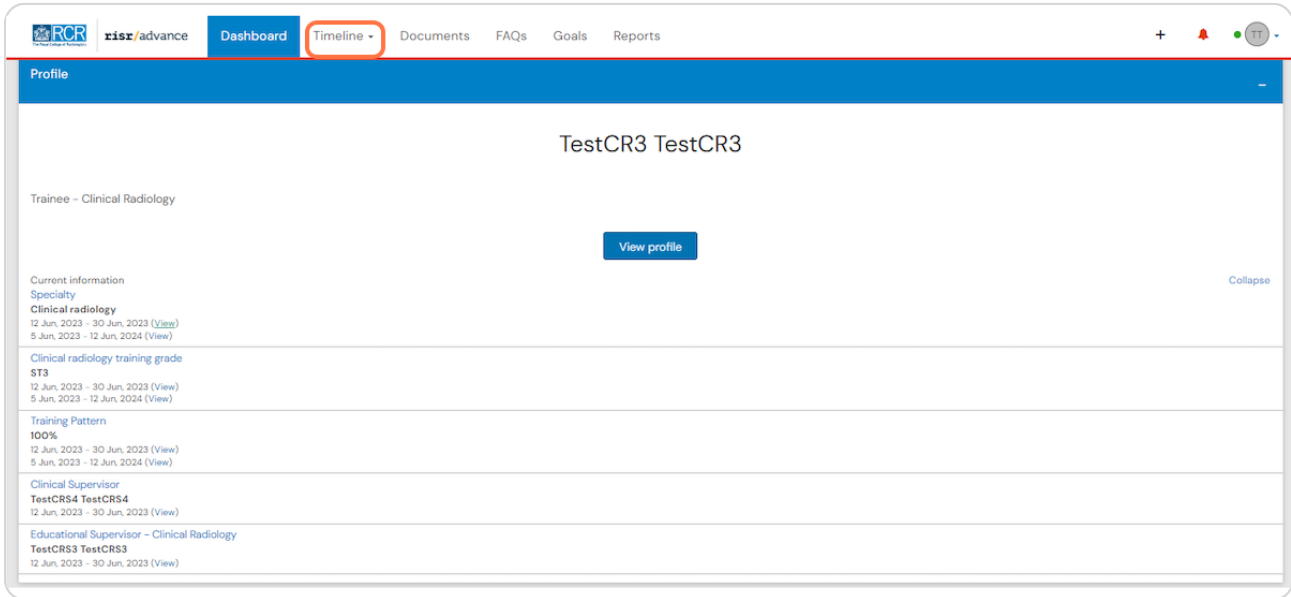 RCR
The Royal College of Radiologists
risr/advance
Dashboard
Timeline
Documents
FAQs
Goals
Reports
+
TT
Profile
–
TestCR3 TestCR3
Trainee – Clinical Radiology
View profile
Current information
Collapse
Specialty
Clinical radiology
12 Jun, 2023 – 30 Jun, 2023 (View)
5 Jun, 2023 – 12 Jun, 2024 (View)
Clinical radiology training grade
ST3
12 Jun, 2023 – 30 Jun, 2023 (View)
5 Jun, 2023 – 12 Jun, 2024 (View)
Training Pattern
100%
12 Jun, 2023 – 30 Jun, 2023 (View)
5 Jun, 2023 – 12 Jun, 2024 (View)
Clinical Supervisor
TestCRS4 TestCRS4
12 Jun, 2023 – 30 Jun, 2023 (View)
Educational Supervisor – Clinical Radiology
TestCRS3 TestCRS3
12 Jun, 2023 – 30 Jun, 2023 (View)